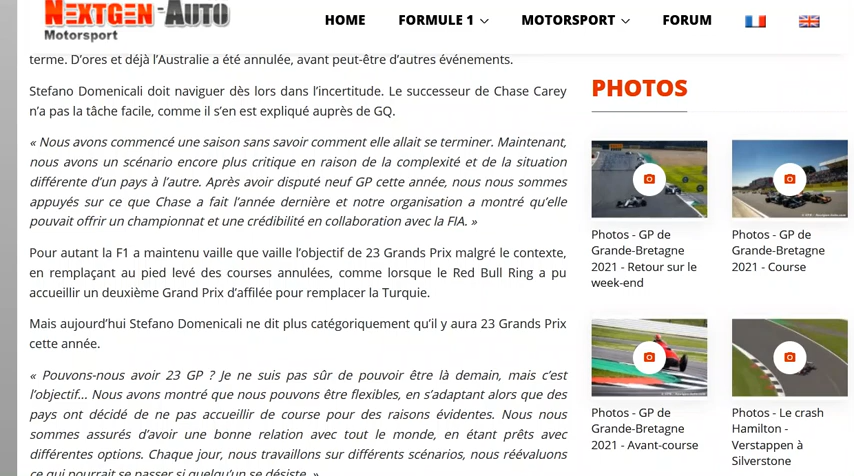 NEXTGEN-AUTO
Motorsport
HOME
FORMULE 1
MOTORSPORT
FORUM
terme. D’ores et déjà l’Australie a été annulée, avant peut-être d’autres événements.
Stefano Domenicali doit naviguer dès lors dans l’incertitude. Le successeur de Chase Carey
n’a pas la tâche facile, comme il s’en est expliqué auprès de GQ.
« Nous avons commencé une saison sans savoir comment elle allait se terminer. Maintenant,
nous avons un scénario encore plus critique en raison de la complexité et de la situation
différente d’un pays à l’autre. Après avoir disputé neuf GP cette année, nous nous sommes
appuyés sur ce que Chase a fait l’année dernière et notre organisation a montré qu’elle
pouvait offrir un championnat et une crédibilité en collaboration avec la FIA. »
Pour autant la F1 a maintenu vaille que vaille l’objectif de 23 Grands Prix malgré le contexte,
en remplaçant au pied levé des courses annulées, comme lorsque le Red Bull Ring a pu
accueillir un deuxième Grand Prix d’affilée pour remplacer la Turquie.
Mais aujourd’hui Stefano Domenicali ne dit plus catégoriquement qu’il y aura 23 Grands Prix
cette année.
« Pouvons-nous avoir 23 GP ? Je ne suis pas sûr de pouvoir être là demain, mais c’est
l’objectif... Nous avons montré que nous pouvons être flexibles, en s’adaptant alors que des
pays ont décidé de ne pas accueillir de course pour des raisons évidentes. Nous nous
sommes assurés d’avoir une bonne relation avec tout le monde, en étant prêts avec
différentes options. Chaque jour, nous travaillons sur différents scénarios, nous réévaluons
ce qui pourrait se passer si quelqu’un se désiste. »
PHOTOS
Photos - GP de
Grande-Bretagne
2021 - Retour sur le
week-end
Photos - GP de
Grande-Bretagne
2021 - Course
Photos - GP de
Grande-Bretagne
2021 - Avant-course
Photos - Le crash
Hamilton -
Verstappen à
Silverstone